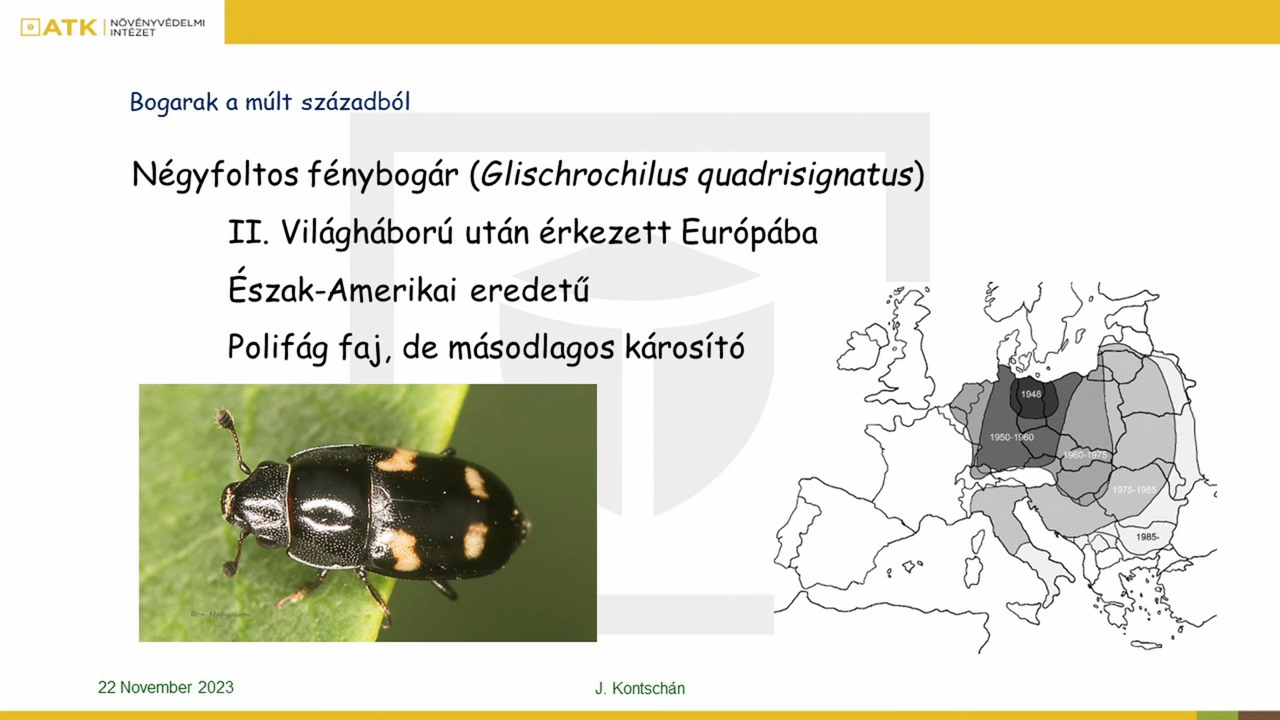 ATK NÖVÉNYVÉDELMI
INTÉZET
Bogarak a múlt századból
Négyfoltos fénybogár (Glischrochilus quadrisignatus)
II. Világháború után érkezett Európába
Észak-Amerikai eredetű
Polifág faj, de másodlagos károsító
1948
1950-1960
1960-1975
1975-1985
1985-
22 November 2023
J. Kontschán